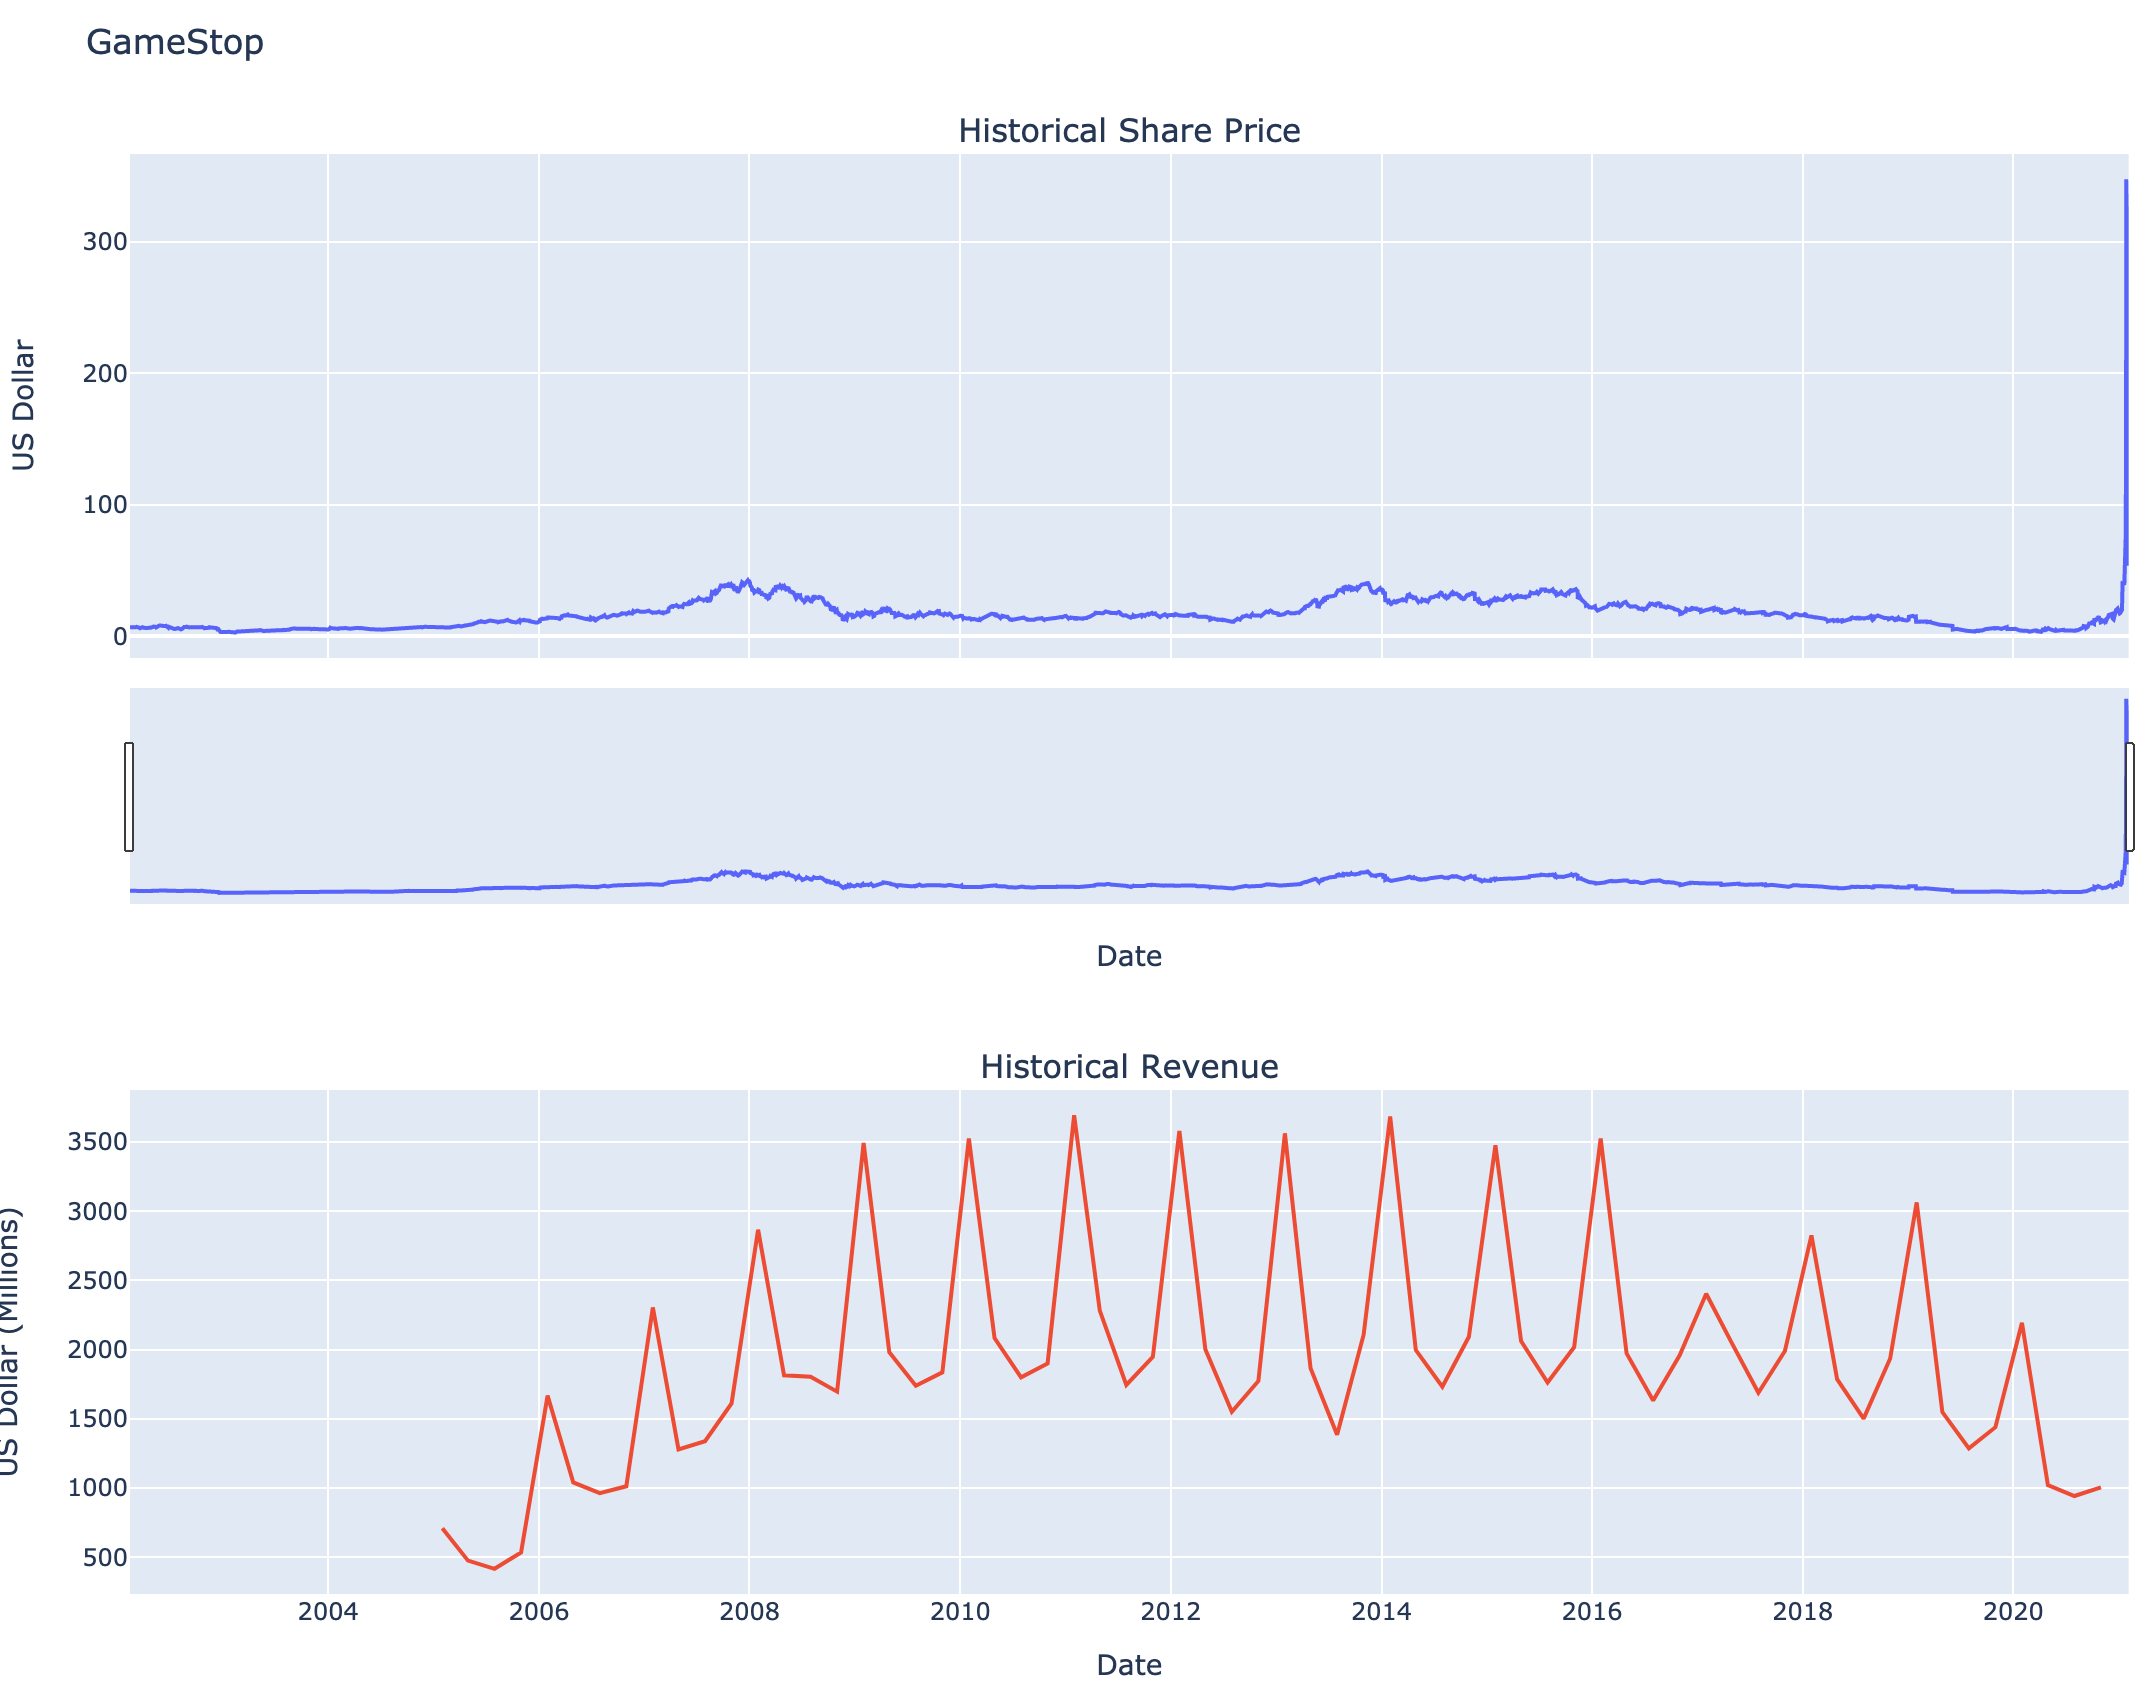 GameStop
Historical Share Price
US Dollar
300
200
100
0
Date
Historical Revenue
US Dollar (Millions)
3500
3000
2500
2000
1500
1000
500
2004 2006 2008 2010 2012 2014 2016 2018 2020
Date